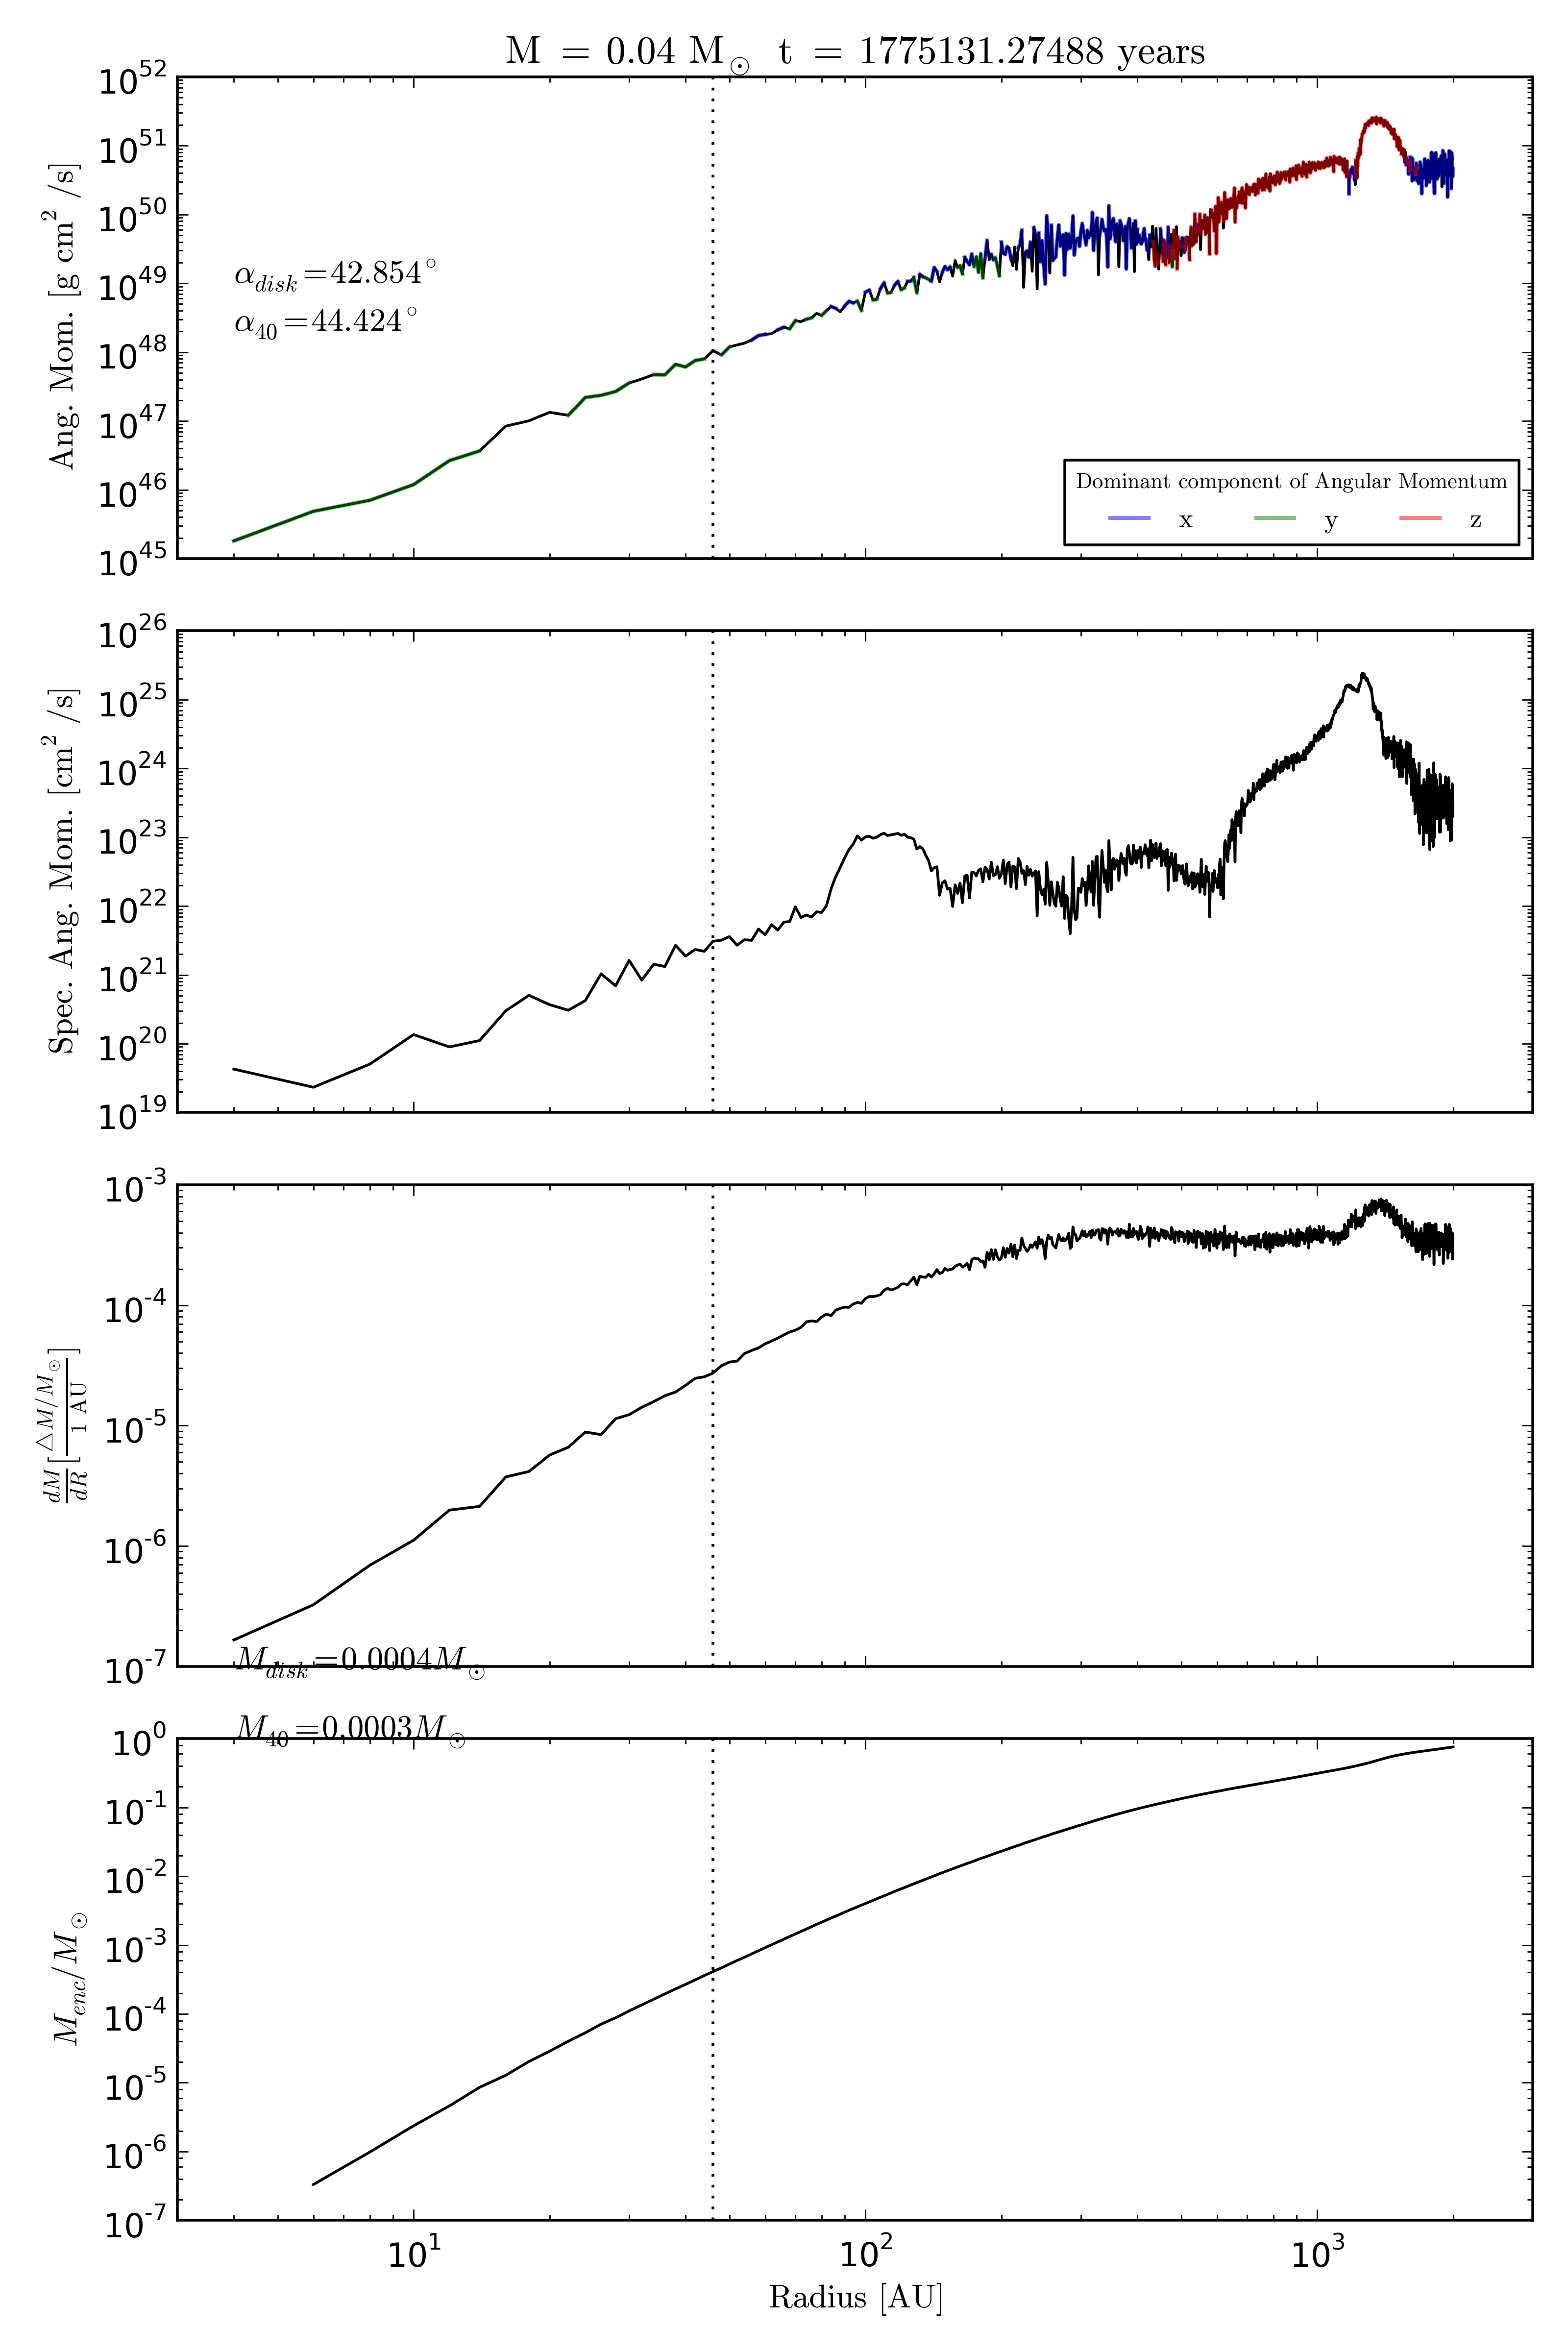 M = 0.04 M⊙ t = 1775131.27488 years
10^52
10^51
10^50
10^49
10^48
10^47
10^46
10^45
Ang. Mom. [g cm^2 /s]
α_disk = 42.854°
α_40 = 44.424°
Dominant component of Angular Momentum
x y z
10^26
10^25
10^24
10^23
10^22
10^21
10^20
10^19
Spec. Ang. Mom. [cm^2 /s]
10^-3
10^-4
10^-5
10^-6
10^-7
dM/dR [△M/M⊙ / 1 AU]
M_disk = 0.0004M⊙
M_40 = 0.0003M⊙
10^0
10^-1
10^-2
10^-3
10^-4
10^-5
10^-6
10^-7
M_enc/M⊙
10^1 10^2 10^3
Radius [AU]